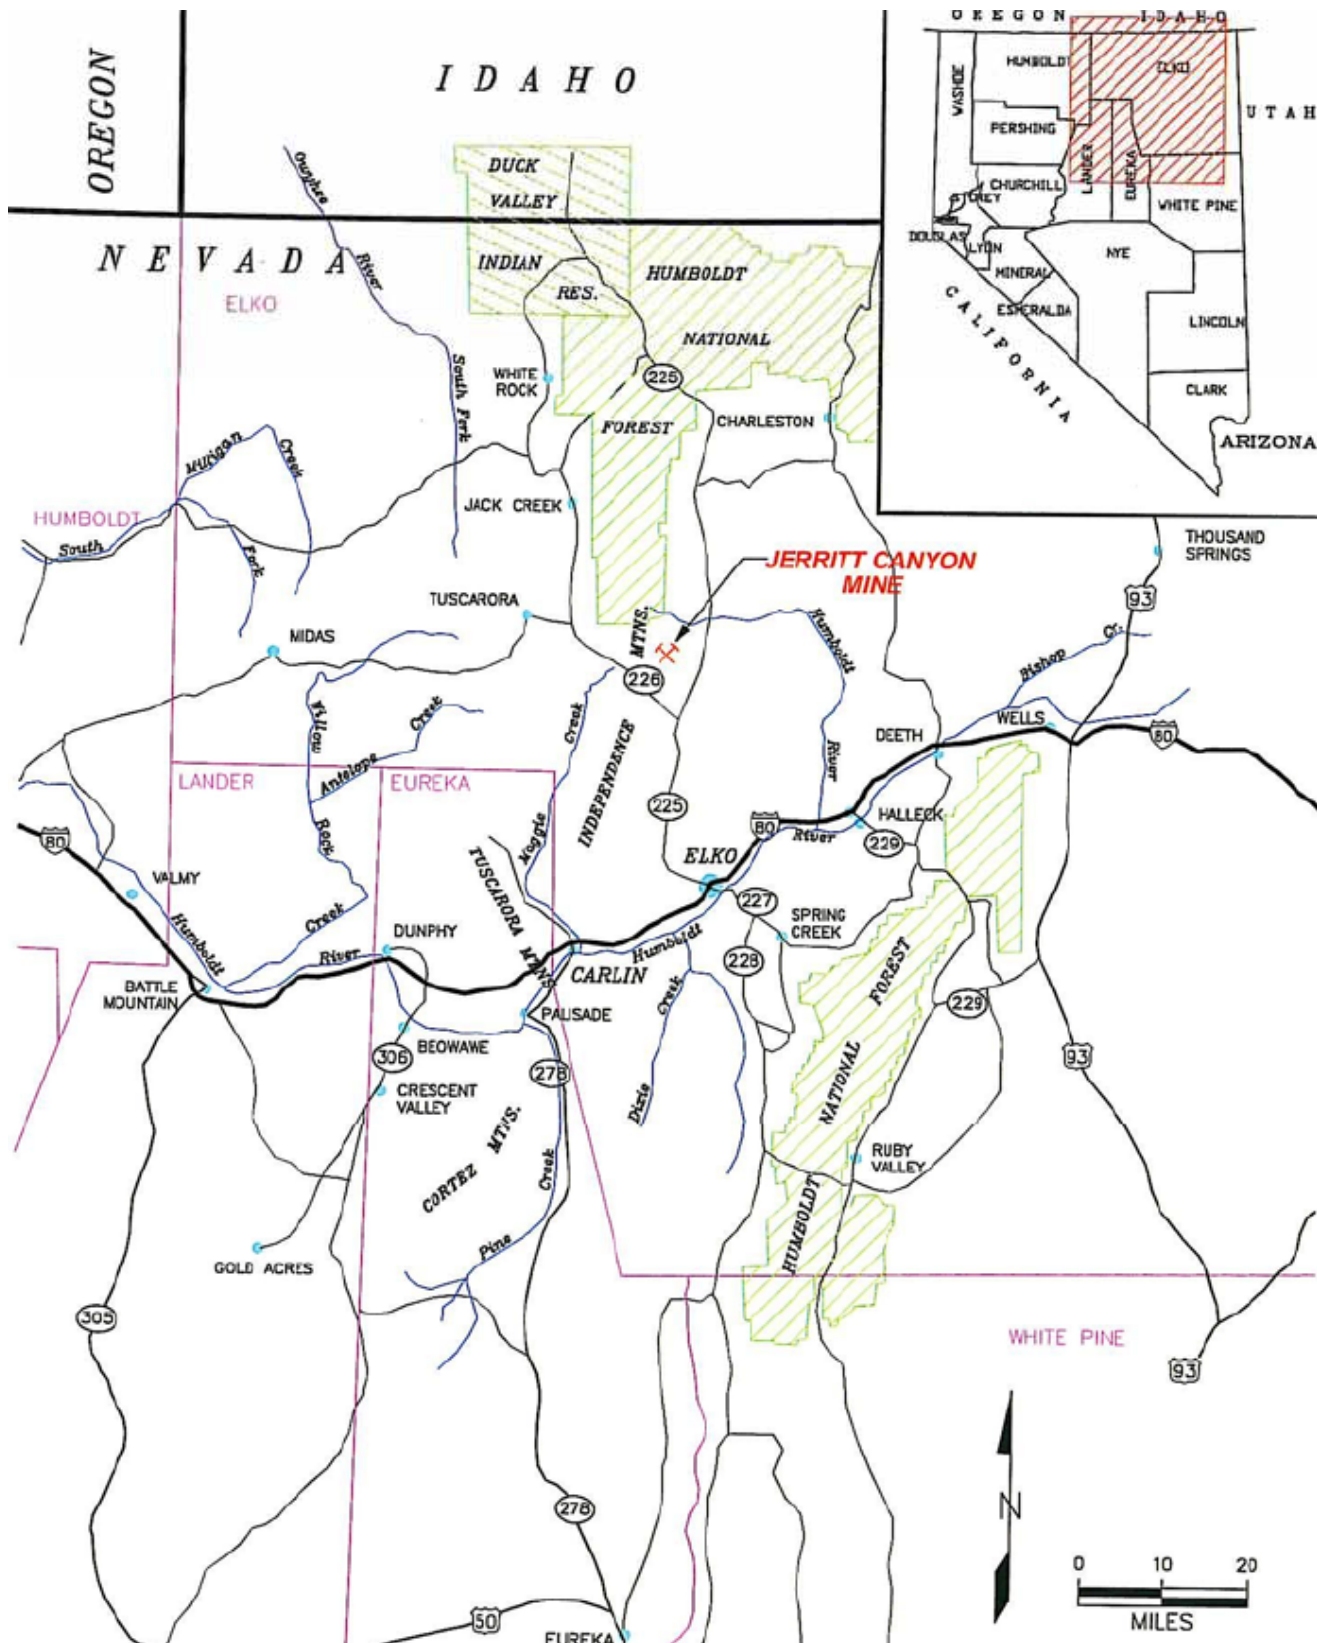 OREGON
IDAHO
NEVADA
ELKO
Owyhee
River
South Fork
DUCK
VALLEY
INDIAN
RES.
HUMBOLDT
NATIONAL
FOREST
WHITE
ROCK
225
CHARLESTON
JACK CREEK
Milligan
Creek
HUMBOLDT
South
Fork
TUSCARORA
MIDAS
JERRITT CANYON
MINE
MTNS.
INDEPENDENCE
226
Humboldt
River
THOUSAND
SPRINGS
93
Bishop
Cr.
WELLS
DEETH
80
Willow
Rock
Creek
Antelope
Creek
LANDER
EUREKA
Maggie
Creek
TUSCARORA MTNS
225
80
ELKO
River
HALLECK
229
80
VALMY
Humboldt
River
DUNPHY
BATTLE
MOUNTAIN
CARLIN
Humboldt
227
SPRING
CREEK
228
PALISADE
BEOWAWE
306
CRESCENT
VALLEY
278
Dixie
Creek
FOREST
NATIONAL
HUMBOLDT
229
93
CORTEZ MTNS.
Pine
Creek
RUBY
VALLEY
GOLD ACRES
305
WHITE PINE
93
278
50
EUREKA
N
0 10 20
MILES
OREGON IDAHO
HUMBOLDT
ELKO
WASHOE
UTAH
PERSHING
LANDER
EUREKA
CHURCHILL
WHITE PINE
DOUGLAS
LYON
NYE
MINERAL
ESMERALDA
LINCOLN
CALIFORNIA
CLARK
ARIZONA